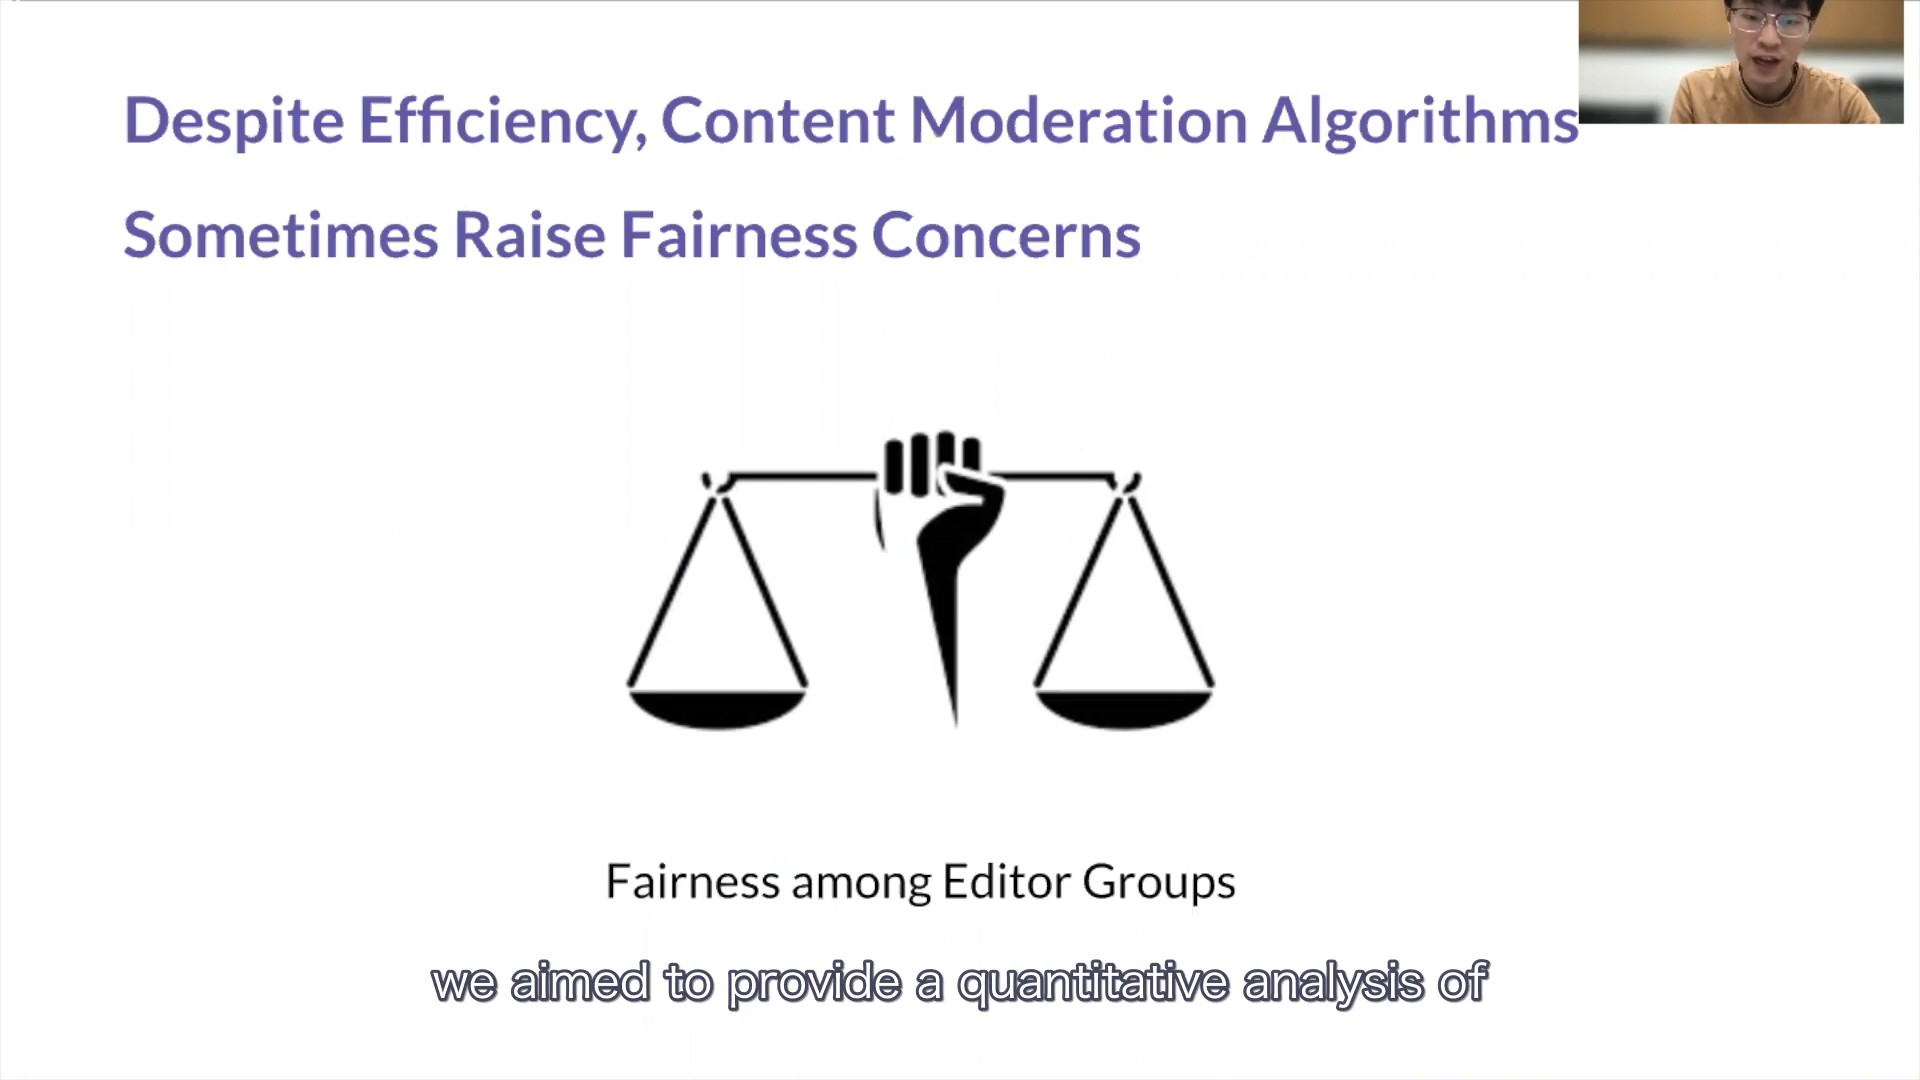 Despite Efficiency, Content Moderation Algorithms
Sometimes Raise Fairness Concerns
Fairness among Editor Groups
we aimed to provide a quantitative analysis of